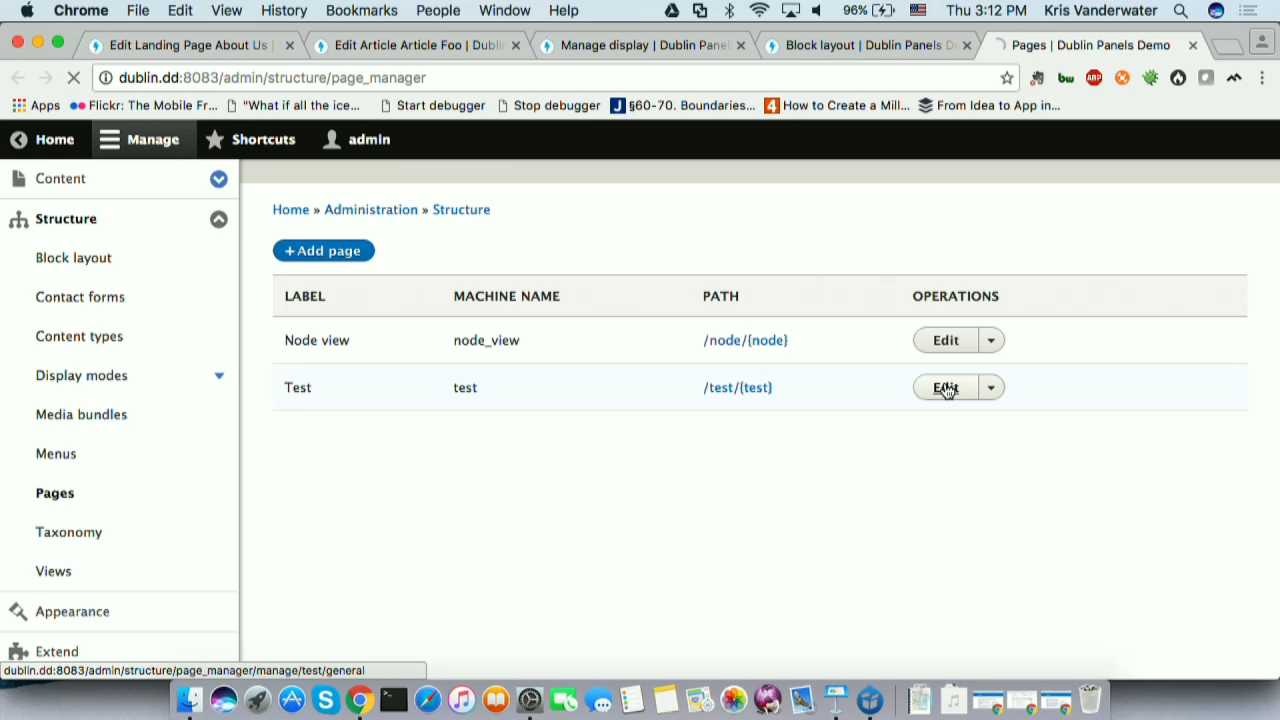 Chrome File Edit View History Bookmarks People Window Help 96% Thu 3:12 PM Kris Vanderwater
Edit Landing Page About Us | Edit Article Article Foo | Dublin Manage display | Dublin Pane Block layout | Dublin Panels D Pages | Dublin Panels Demo
dublin.dd:8083/admin/structure/page_manager
Apps Flickr: The Mobile Fr... "What if all the ice... Start debugger Stop debugger §60-70. Boundaries... How to Create a Mill... From Idea to App in...
Home Manage Shortcuts admin
Content
Structure
Block layout
Contact forms
Content types
Display modes
Media bundles
Menus
Pages
Taxonomy
Views
Appearance
Extend
Home » Administration » Structure
+ Add page
LABEL MACHINE NAME PATH OPERATIONS
Node view node_view /node/{node} Edit
Test test /test/{test} Edit
dublin.dd:8083/admin/structure/page_manager/manage/test/general